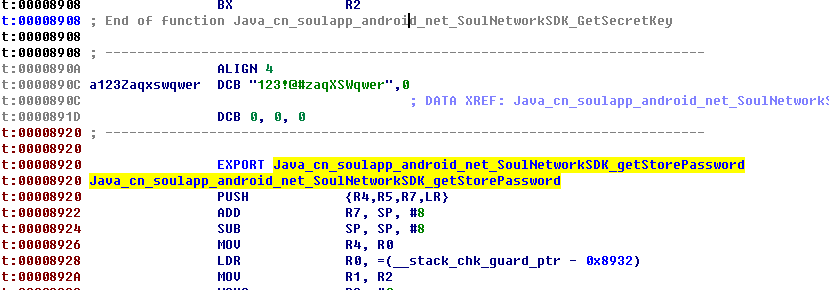 t:00008908 BX R2
t:00008908 ; End of function Java_cn_soulapp_android_net_SoulNetworkSDK_GetSecretKey
t:00008908
t:00008908 ; ---------------------------------------------------------------------------
t:0000890A ALIGN 4
t:0000890C a123Zaqxswqwer DCB "123!@#zaqXSWqwer",0
t:0000890C ; DATA XREF: Java_cn_soulapp_android_net_SoulNetworkS
t:0000891D DCB 0, 0, 0
t:00008920 ; ---------------------------------------------------------------------------
t:00008920
t:00008920 EXPORT Java_cn_soulapp_android_net_SoulNetworkSDK_getStorePassword
t:00008920 Java_cn_soulapp_android_net_SoulNetworkSDK_getStorePassword
t:00008920 PUSH {R4,R5,R7,LR}
t:00008922 ADD R7, SP, #8
t:00008924 SUB SP, SP, #8
t:00008926 MOV R4, R0
t:00008928 LDR R0, =(__stack_chk_guard_ptr - 0x8932)
t:0000892A MOV R1, R2